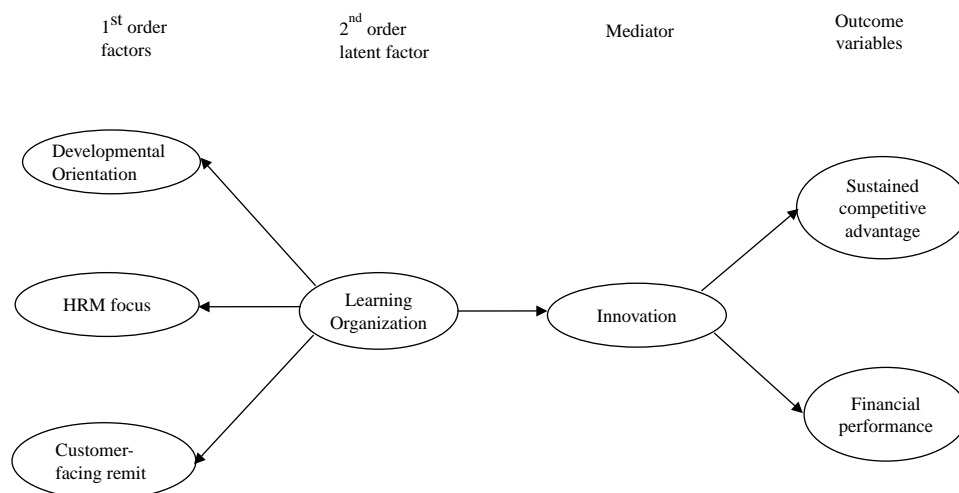 1st order
factors
2nd order
latent factor
Mediator
Outcome
variables
Developmental
Orientation
HRM focus
Customer-
facing remit
Learning
Organization
Innovation
Sustained
competitive
advantage
Financial
performance